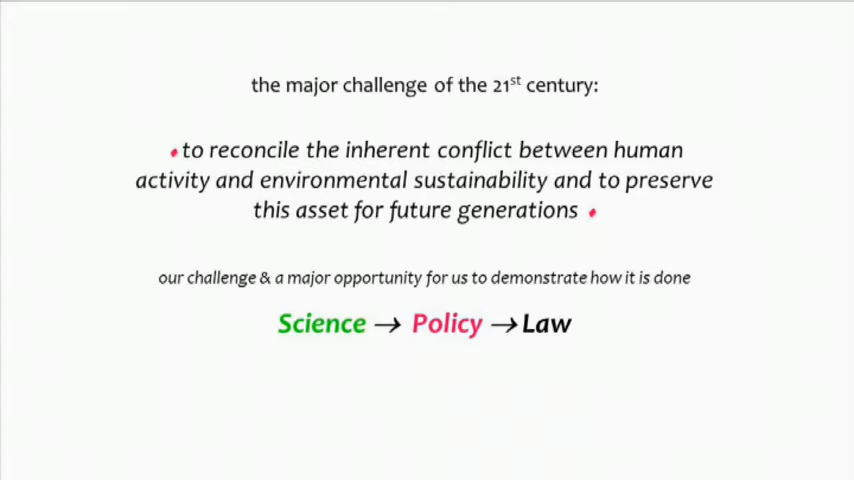 the major challenge of the 21st century:
to reconcile the inherent conflict between human
activity and environmental sustainability and to preserve
this asset for future generations
our challenge & a major opportunity for us to demonstrate how it is done
Science → Policy → Law